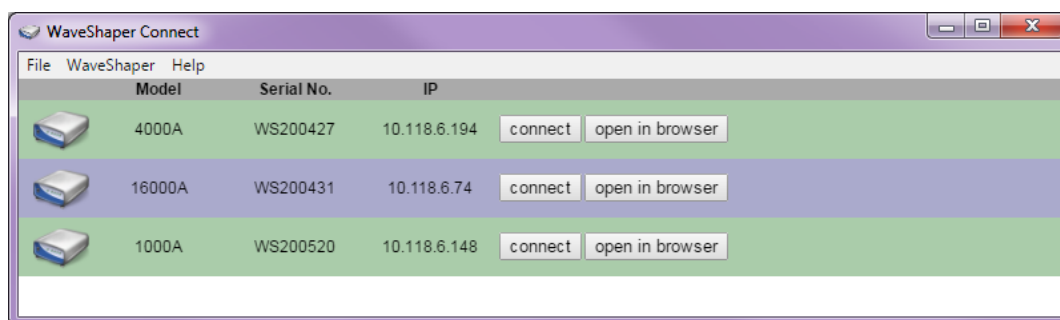 WaveShaper Connect
File WaveShaper Help
Model Serial No. IP
4000A WS200427 10.118.6.194 connect open in browser
16000A WS200431 10.118.6.74 connect open in browser
1000A WS200520 10.118.6.148 connect open in browser